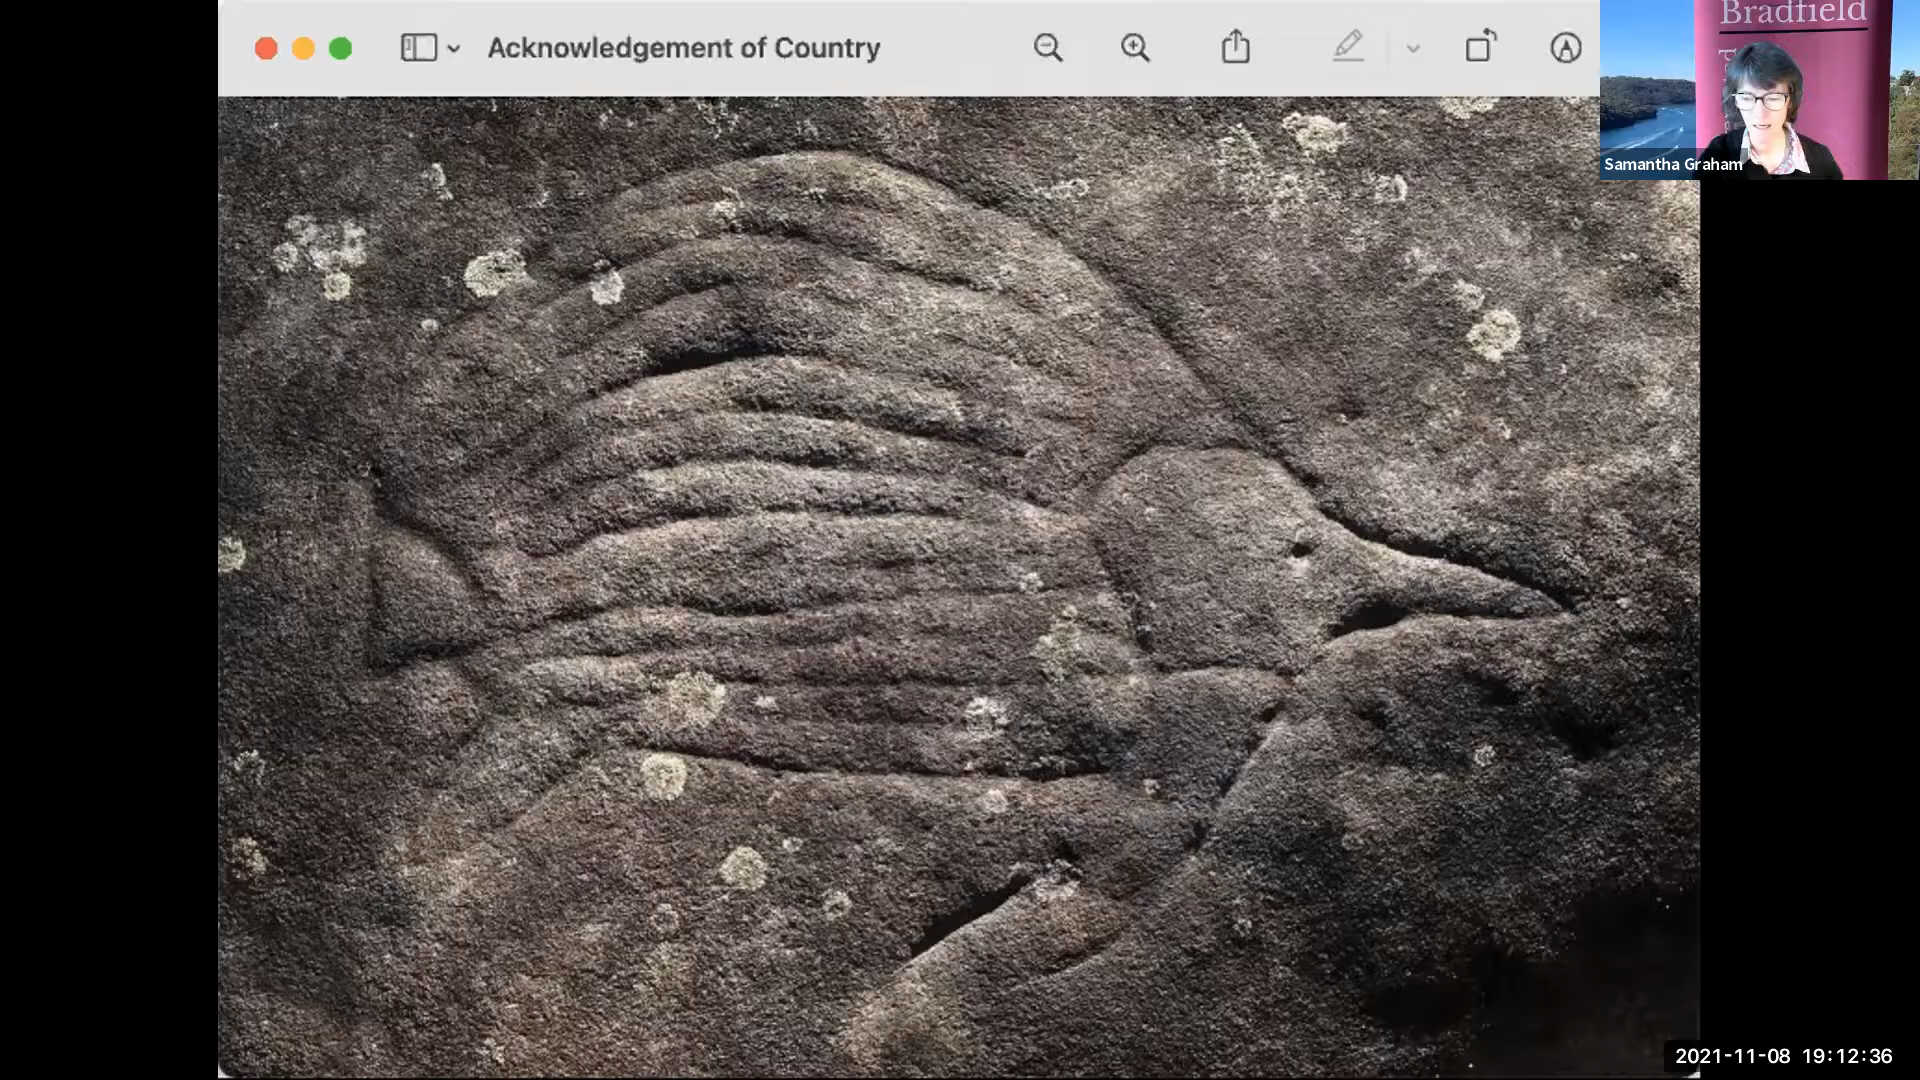 Acknowledgement of Country
Bradfield
Samantha Graham
2021-11-08 19:12:36